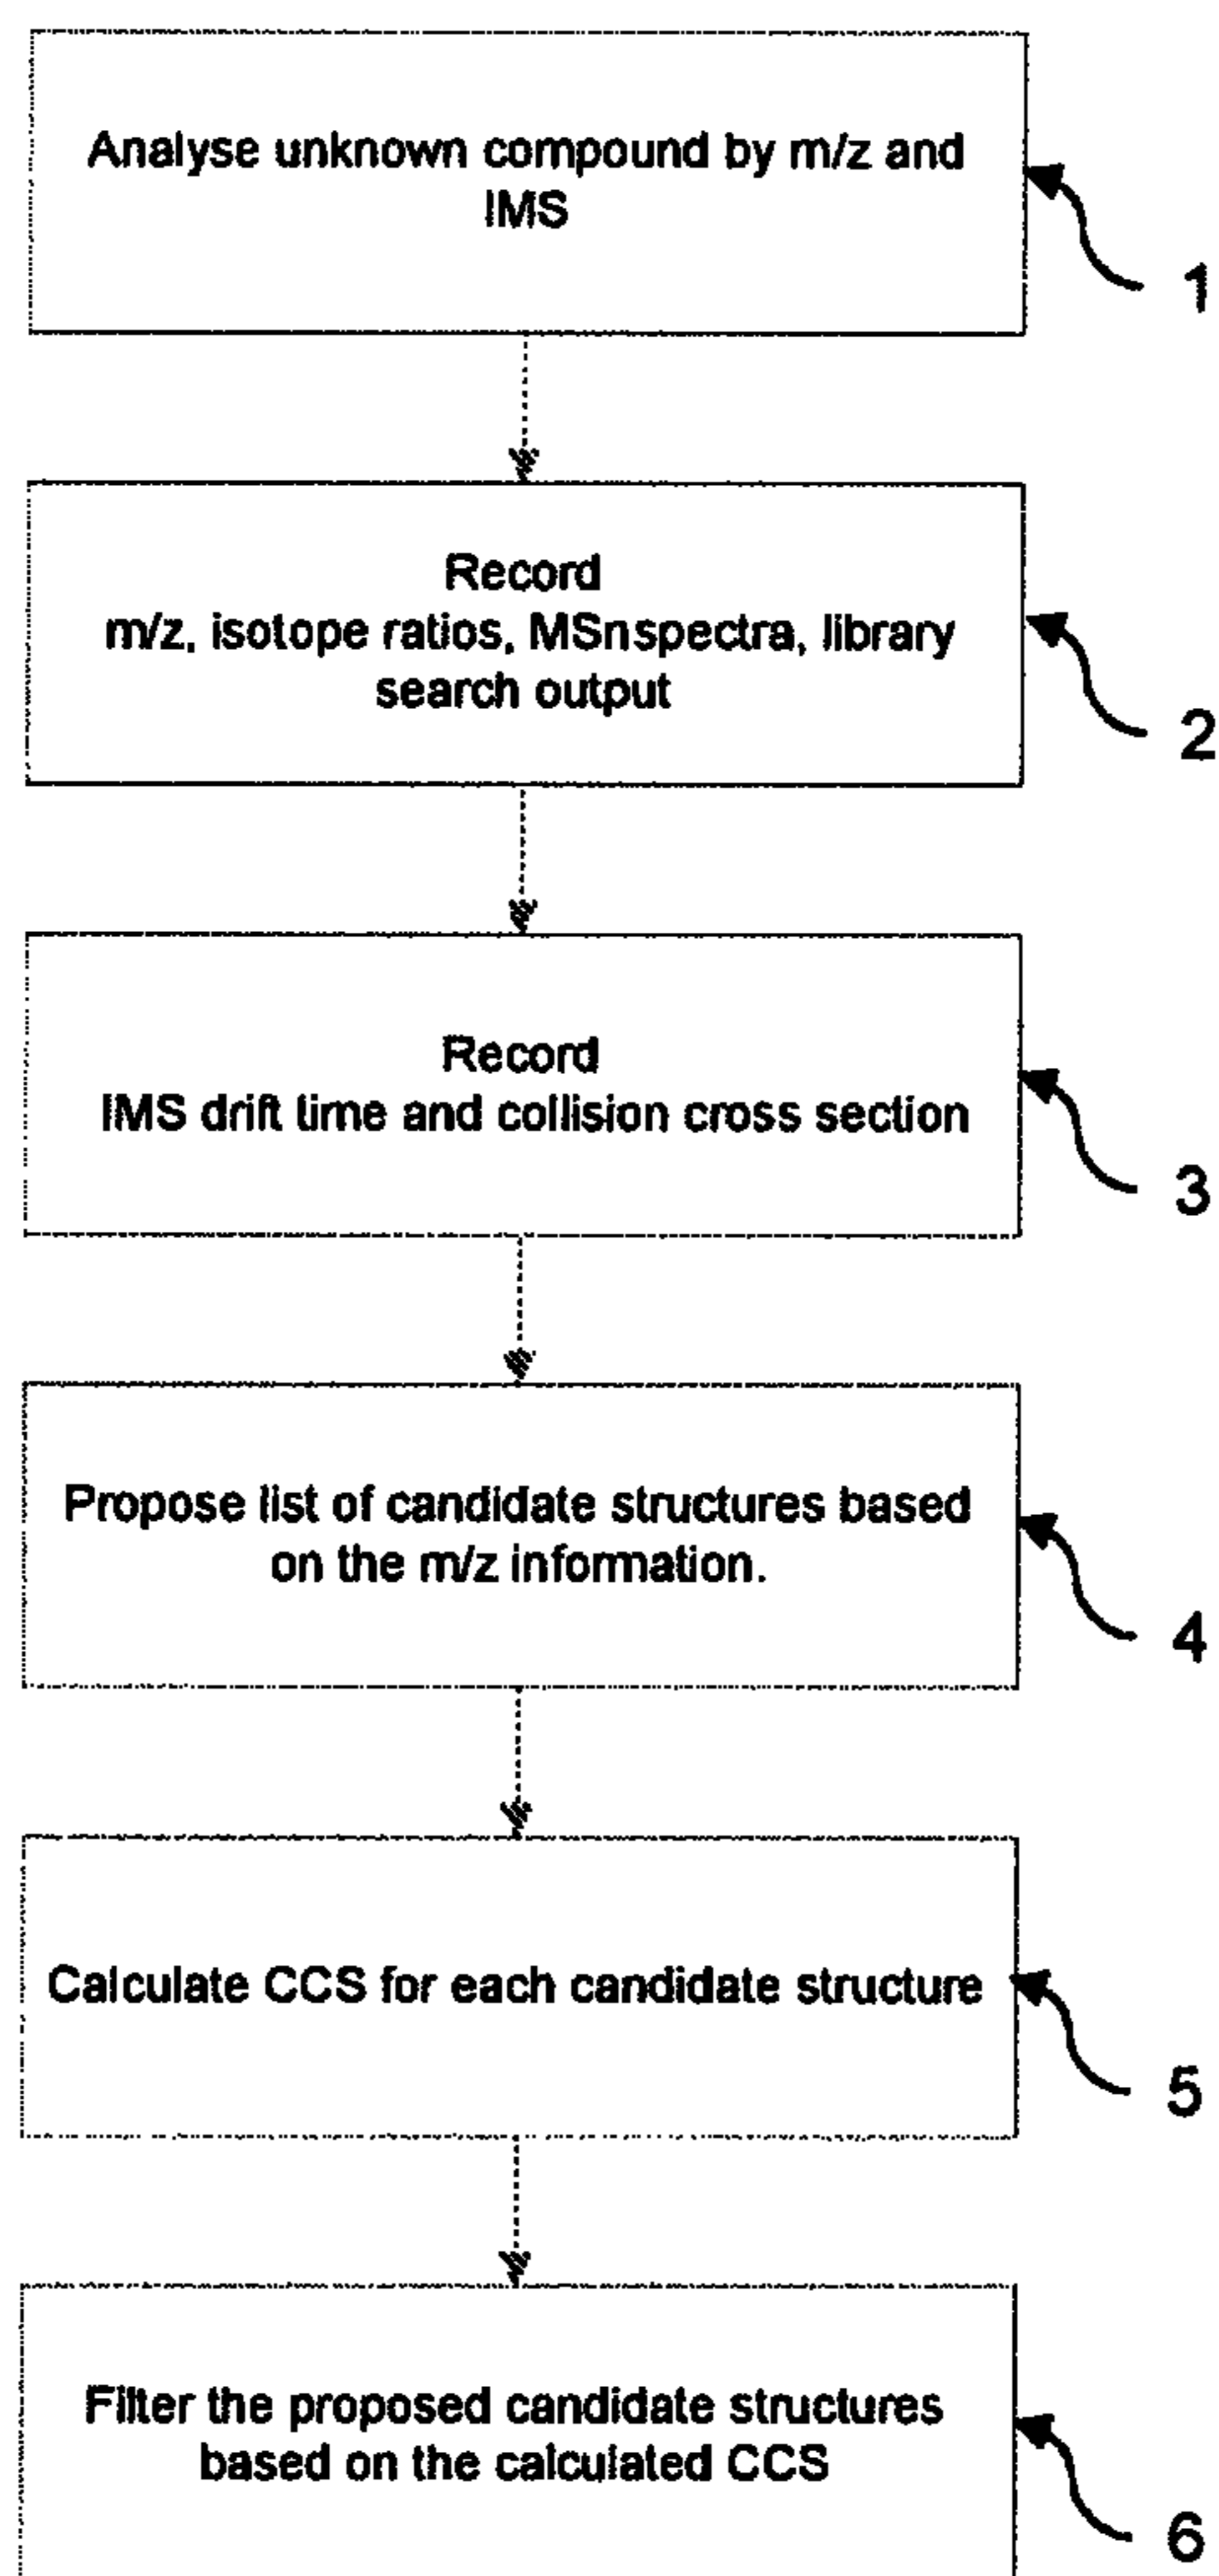 Analyse unknown compound by m/z and
IMS
1
Record
m/z, isotope ratios, MSnspectra, library
search output
2
Record
IMS drift time and collision cross section
3
Propose list of candidate structures based
on the m/z information.
4
Calculate CCS for each candidate structure
5
Filter the proposed candidate structures
based on the calculated CCS
6